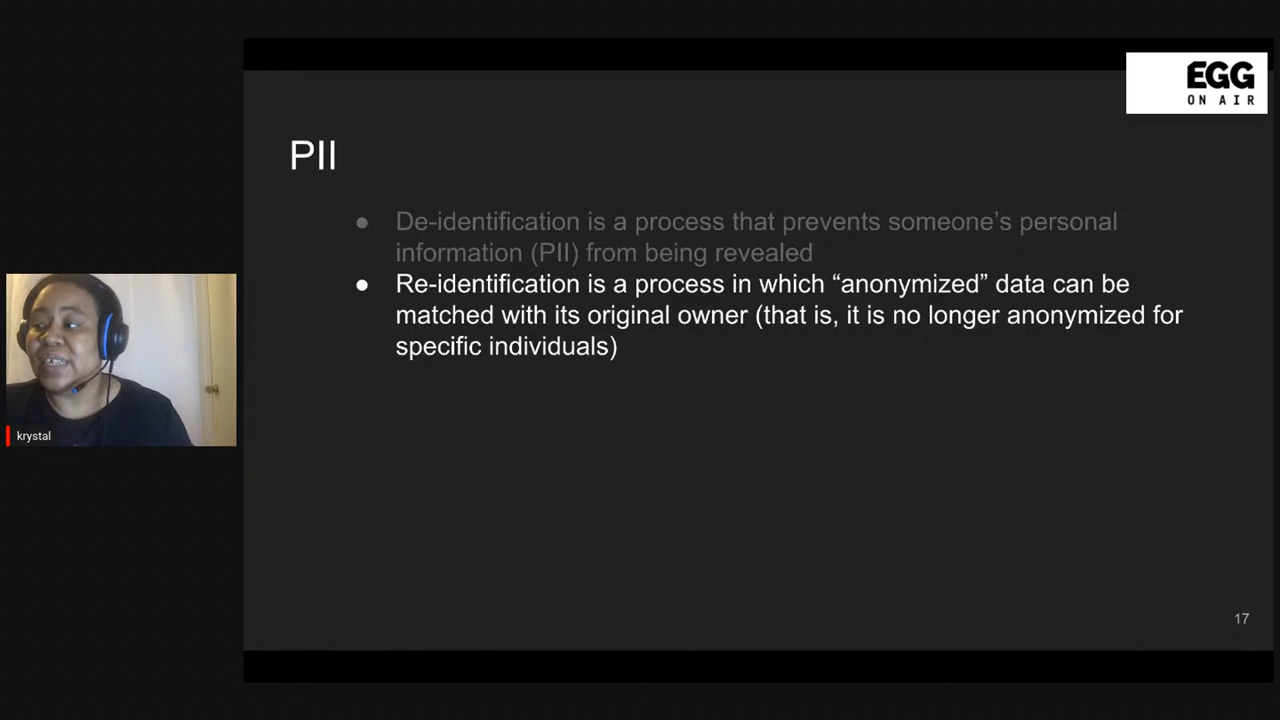 EGG
ON AIR
PII
● De-identification is a process that prevents someone’s personal
information (PII) from being revealed
● Re-identification is a process in which “anonymized” data can be
matched with its original owner (that is, it is no longer anonymized for
specific individuals)
krystal
17